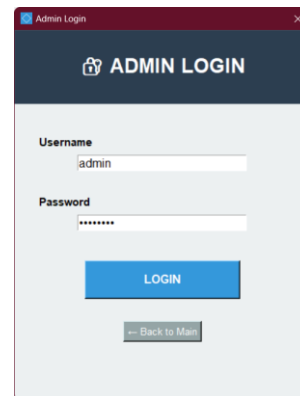 Admin Login
ADMIN LOGIN
Username
admin
Password
••••••••
LOGIN
← Back to Main